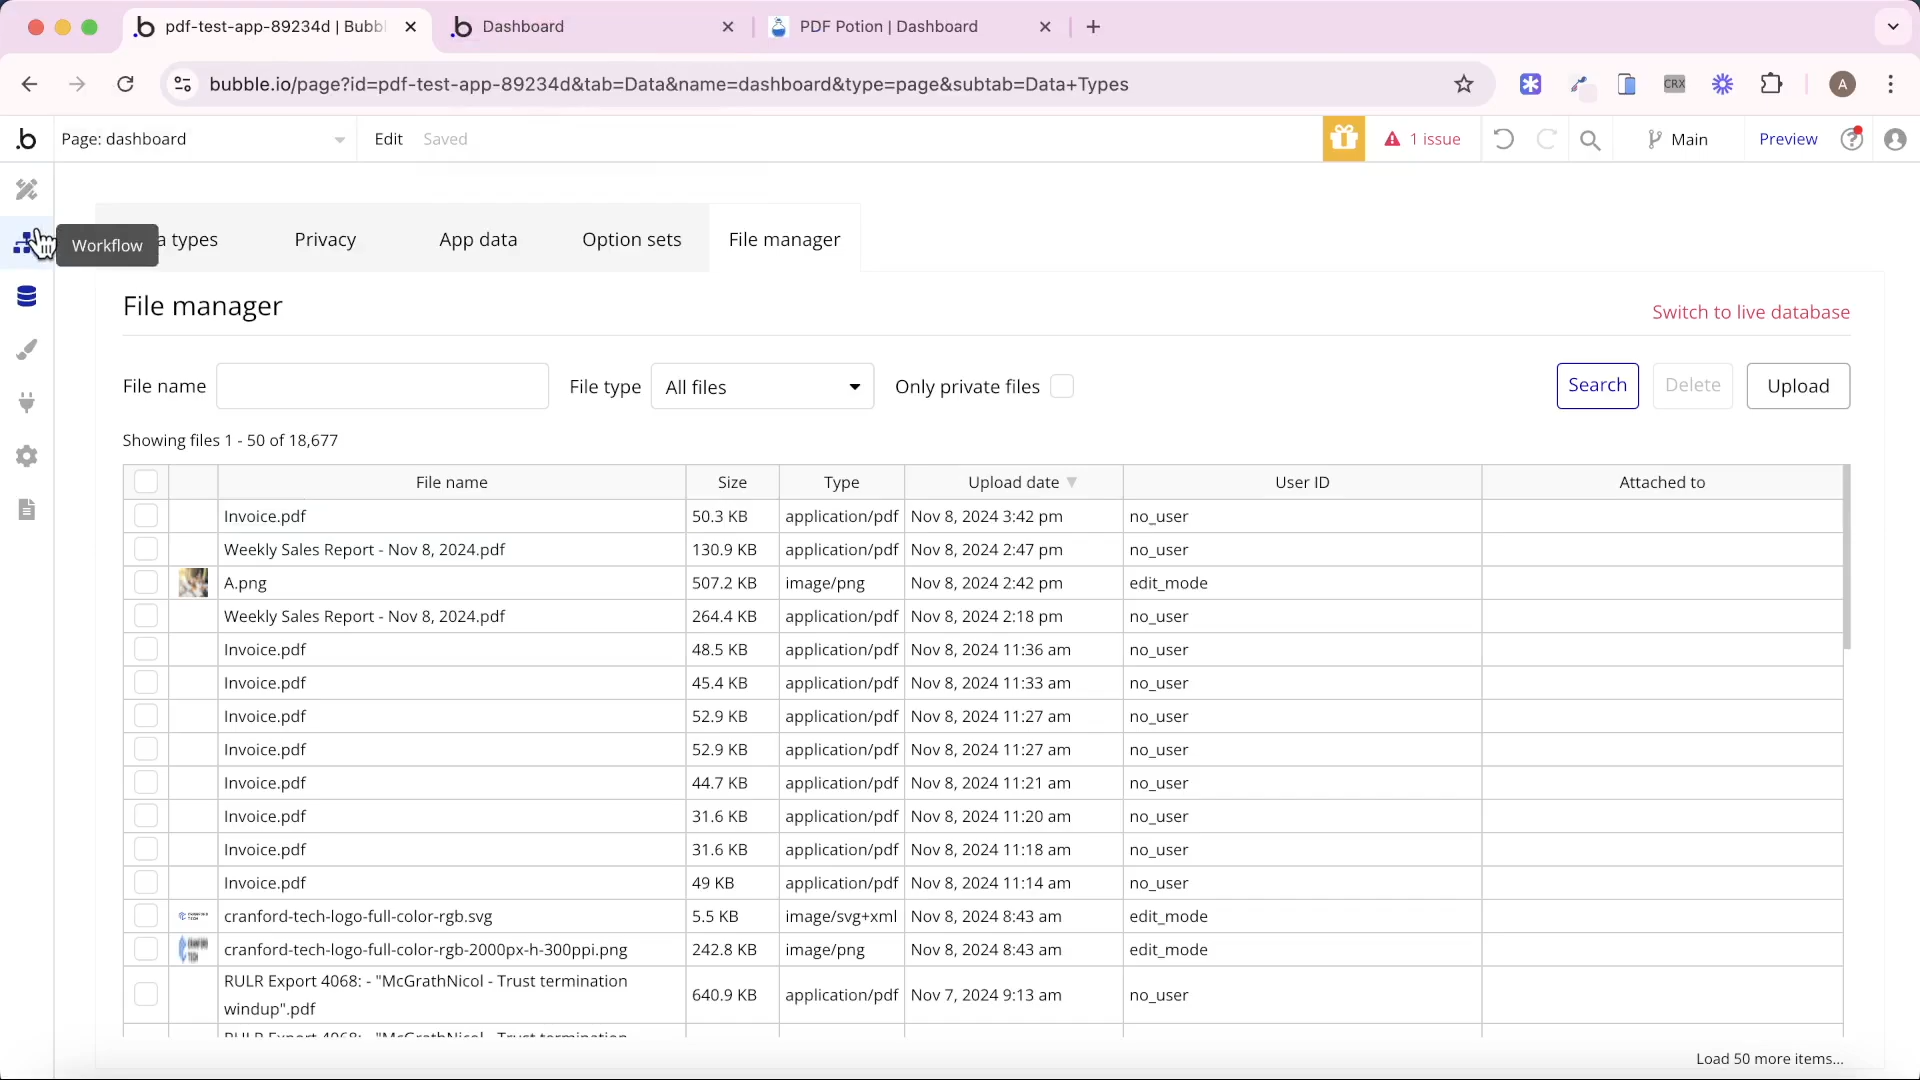 pdf-test-app-89234d | Bubbl
Dashboard
PDF Potion | Dashboard
bubble.io/page?id=pdf-test-app-89234d&tab=Data&name=dashboard&type=page&subtab=Data+Types
CRX
A
Page: dashboard
Edit
Saved
1 issue
Main
Preview
Workflow
a types
Privacy
App data
Option sets
File manager
File manager
Switch to live database
File name
File type
All files
Only private files
Search
Delete
Upload
Showing files 1 - 50 of 18,677
File name Size Type Upload date User ID Attached to
Invoice.pdf 50.3 KB application/pdf Nov 8, 2024 3:42 pm no_user
Weekly Sales Report - Nov 8, 2024.pdf 130.9 KB application/pdf Nov 8, 2024 2:47 pm no_user
A.png 507.2 KB image/png Nov 8, 2024 2:42 pm edit_mode
Weekly Sales Report - Nov 8, 2024.pdf 264.4 KB application/pdf Nov 8, 2024 2:18 pm no_user
Invoice.pdf 48.5 KB application/pdf Nov 8, 2024 11:36 am no_user
Invoice.pdf 45.4 KB application/pdf Nov 8, 2024 11:33 am no_user
Invoice.pdf 52.9 KB application/pdf Nov 8, 2024 11:27 am no_user
Invoice.pdf 52.9 KB application/pdf Nov 8, 2024 11:27 am no_user
Invoice.pdf 44.7 KB application/pdf Nov 8, 2024 11:21 am no_user
Invoice.pdf 31.6 KB application/pdf Nov 8, 2024 11:20 am no_user
Invoice.pdf 31.6 KB application/pdf Nov 8, 2024 11:18 am no_user
Invoice.pdf 49 KB application/pdf Nov 8, 2024 11:14 am no_user
cranford-tech-logo-full-color-rgb.svg 5.5 KB image/svg+xml Nov 8, 2024 8:43 am edit_mode
cranford-tech-logo-full-color-rgb-2000px-h-300ppi.png 242.8 KB image/png Nov 8, 2024 8:43 am edit_mode
RULR Export 4068: - "McGrathNicol - Trust termination
windup".pdf 640.9 KB application/pdf Nov 7, 2024 9:13 am no_user
RULR Export 4068: - "McGrathNicol - Trust termination
Load 50 more items...